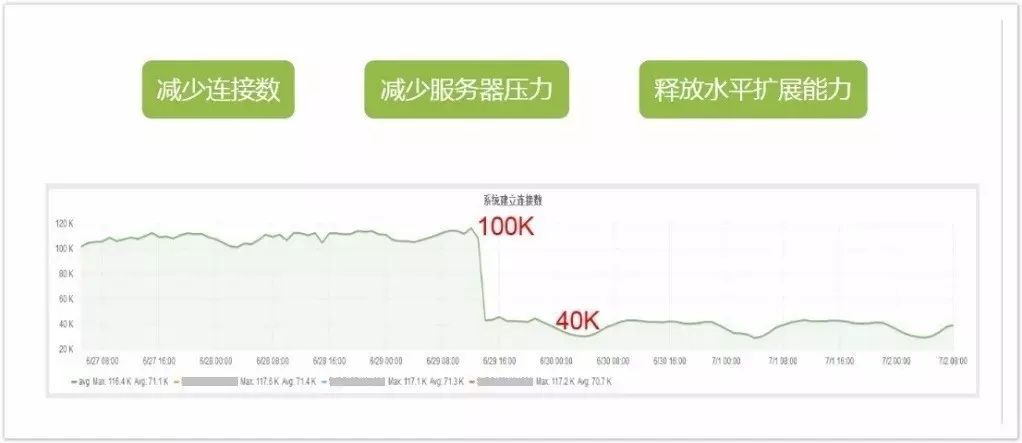 减少连接数 减少服务器压力 释放水平扩展能力
系统建立连接数
120 K
100 K
80 K
60 K
40 K
20 K
100K
40K
6/27 08:00 6/27 16:00 6/28 00:00 6/28 08:00 6/28 16:00 6/29 00:00 6/29 08:00 6/29 16:00 6/30 00:00 6/30 08:00 6/30 16:00 7/1 00:00 7/1 08:00 7/1 16:00 7/2 00:00 7/2 08:00
avg Max: 116.4 K Avg: 71.1 K Max: 117.6 K Avg: 71.4 K Max: 117.1 K Avg: 71.3 K Max: 117.2 K Avg: 70.7 K